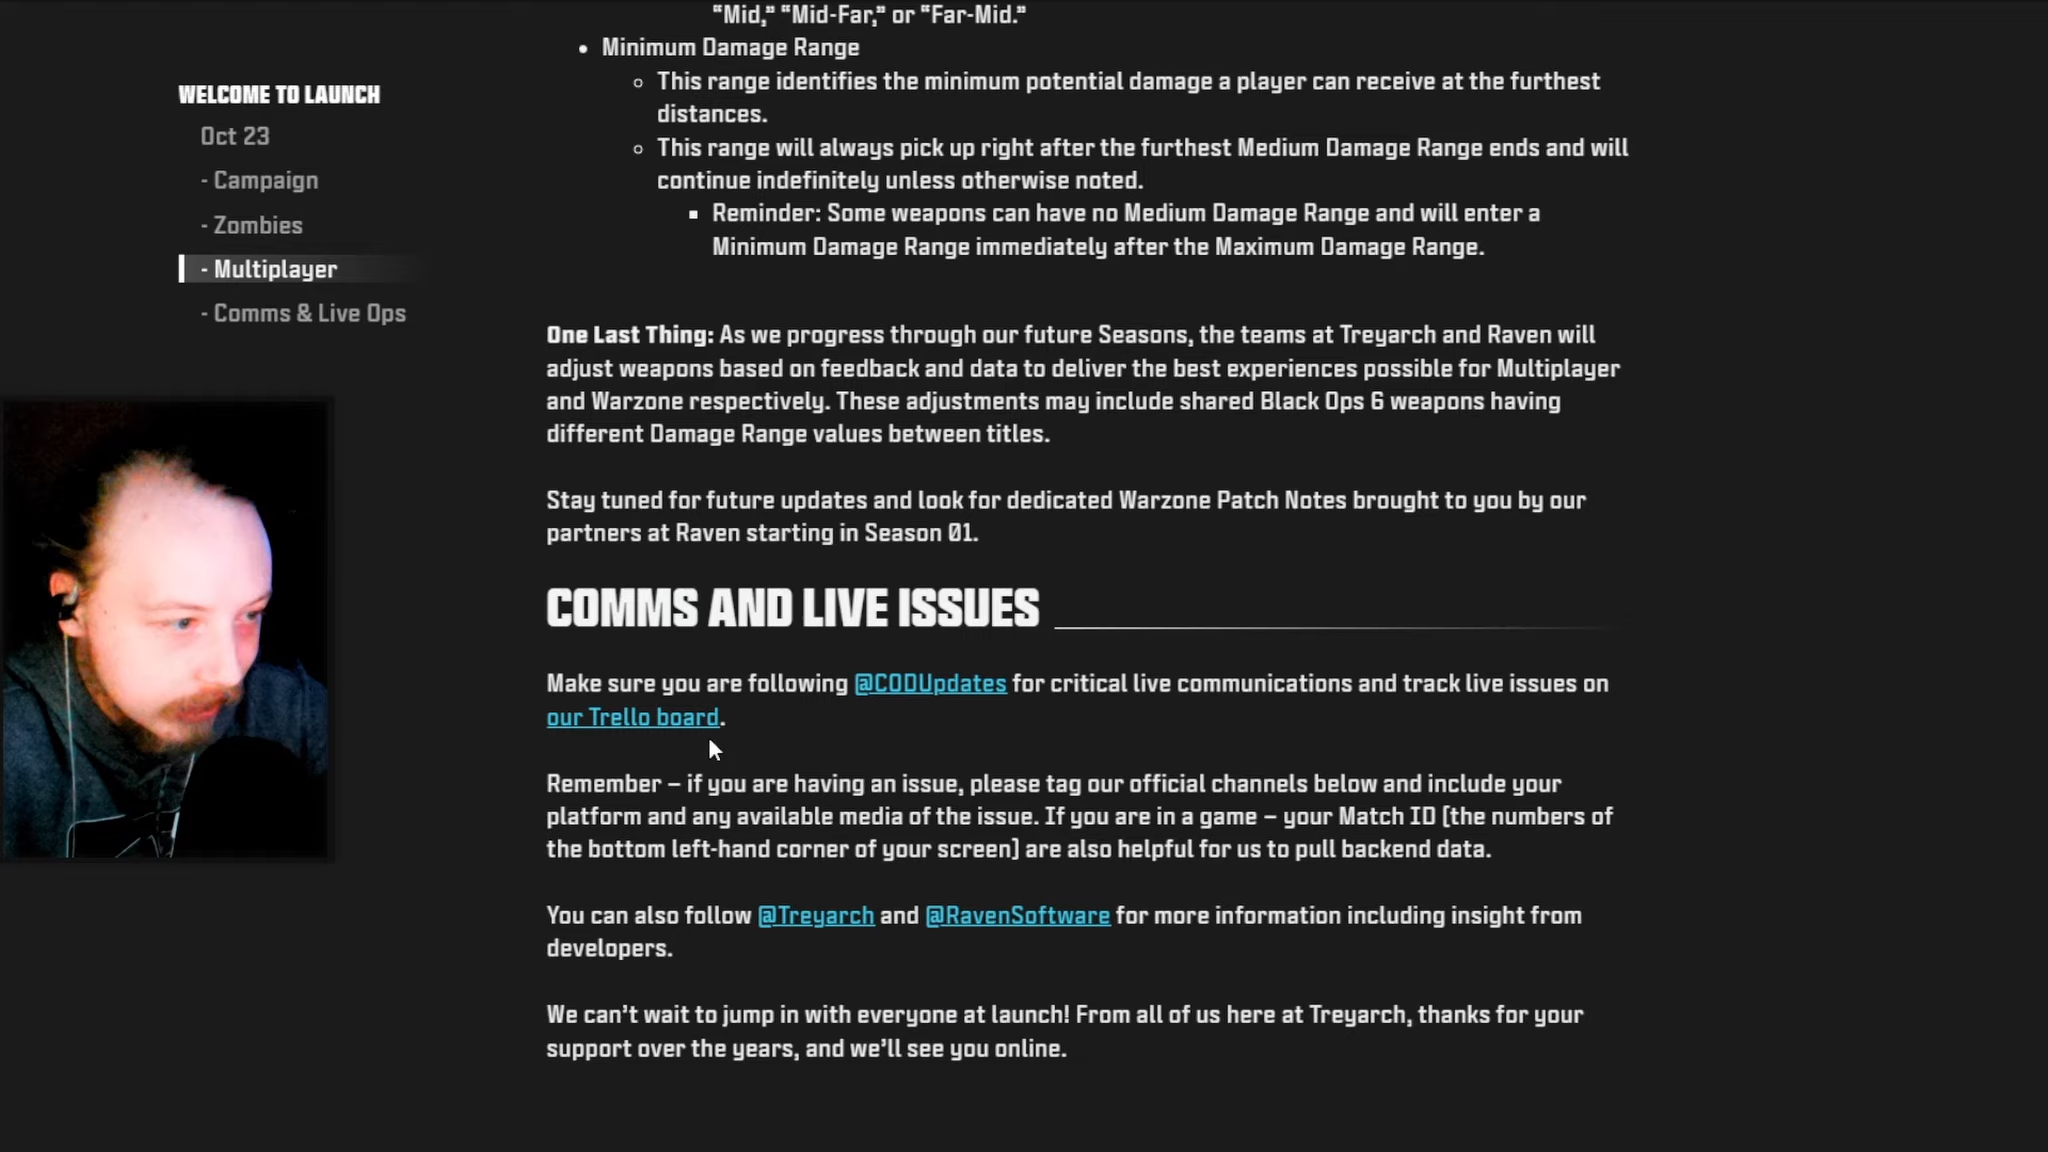 "Mid," "Mid-Far," or "Far-Mid."
• Minimum Damage Range
◦ This range identifies the minimum potential damage a player can receive at the furthest
distances.
◦ This range will always pick up right after the furthest Medium Damage Range ends and will
continue indefinitely unless otherwise noted.
▪ Reminder: Some weapons can have no Medium Damage Range and will enter a
Minimum Damage Range immediately after the Maximum Damage Range.
WELCOME TO LAUNCH
Oct 23
- Campaign
- Zombies
- Multiplayer
- Comms & Live Ops
One Last Thing: As we progress through our future Seasons, the teams at Treyarch and Raven will
adjust weapons based on feedback and data to deliver the best experiences possible for Multiplayer
and Warzone respectively. These adjustments may include shared Black Ops 6 weapons having
different Damage Range values between titles.
Stay tuned for future updates and look for dedicated Warzone Patch Notes brought to you by our
partners at Raven starting in Season 01.
COMMS AND LIVE ISSUES
Make sure you are following @CODUpdates for critical live communications and track live issues on
our Trello board.
Remember – if you are having an issue, please tag our official channels below and include your
platform and any available media of the issue. If you are in a game – your Match ID [the numbers of
the bottom left-hand corner of your screen] are also helpful for us to pull backend data.
You can also follow @Treyarch and @RavenSoftware for more information including insight from
developers.
We can't wait to jump in with everyone at launch! From all of us here at Treyarch, thanks for your
support over the years, and we'll see you online.